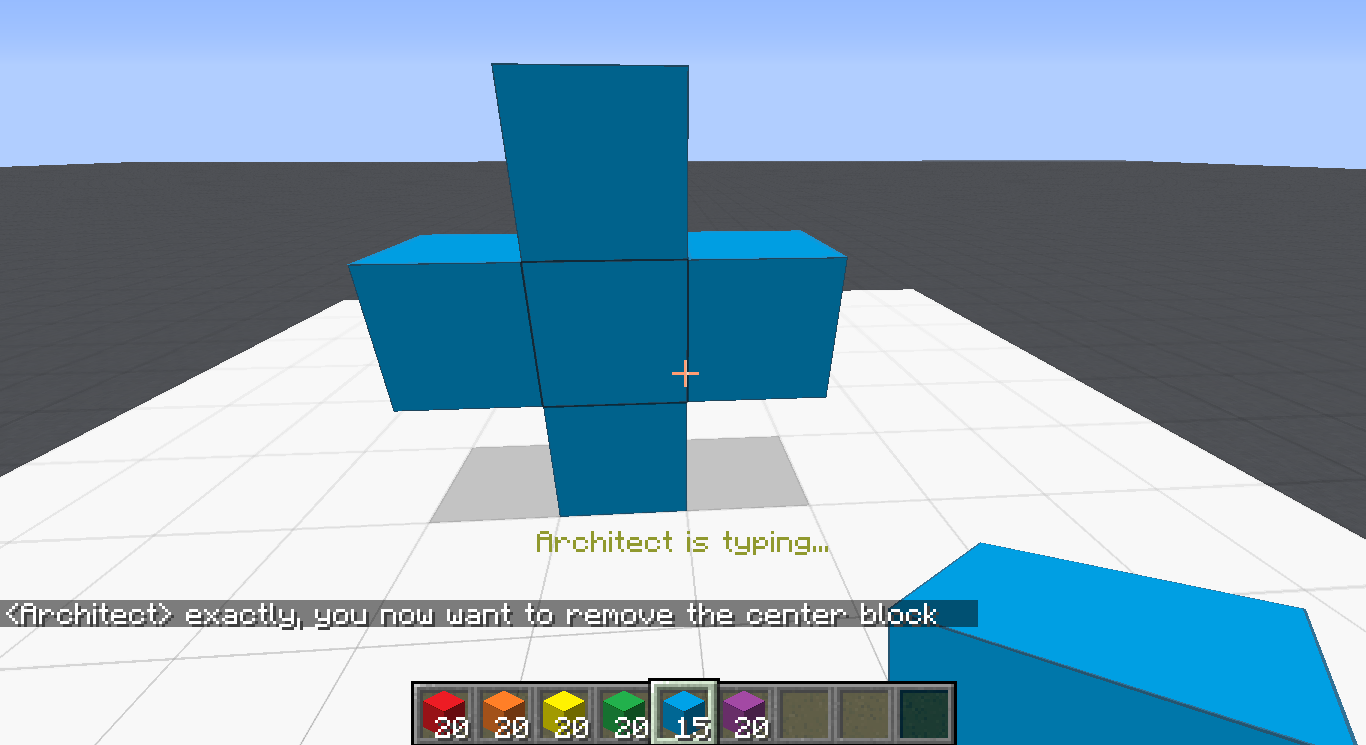 Architect is typing...
<Architect> exactly, you now want to remove the center block
20 20 20 20 15 20